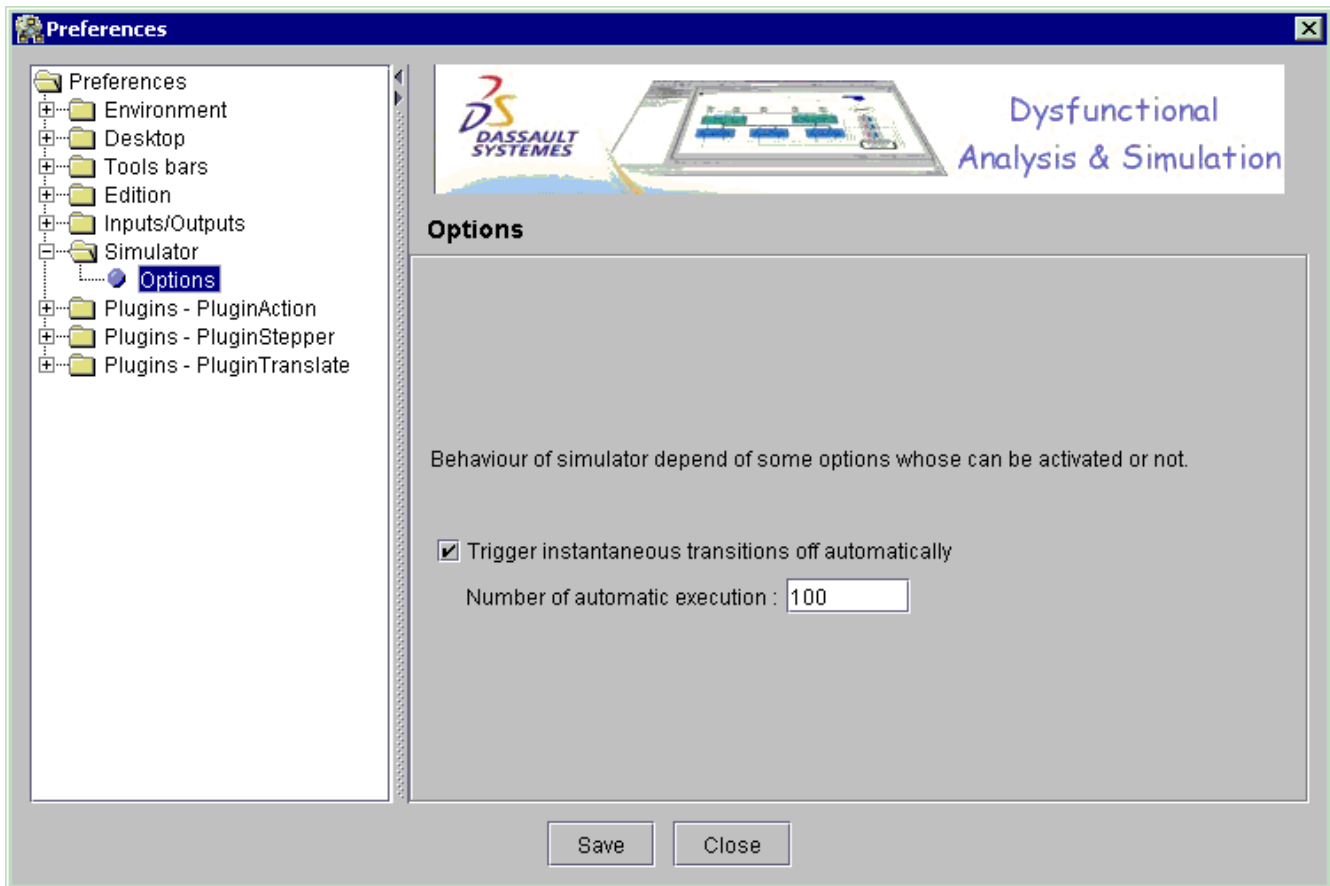 Preferences
Preferences
Environment
Desktop
Tools bars
Edition
Inputs/Outputs
Simulator
Options
Plugins - PluginAction
Plugins - PluginStepper
Plugins - PluginTranslate
DASSAULT
SYSTEMES
Dysfunctional
Analysis & Simulation
Options
Behaviour of simulator depend of some options whose can be activated or not.
Trigger instantaneous transitions off automatically
Number of automatic execution : 100
Save
Close